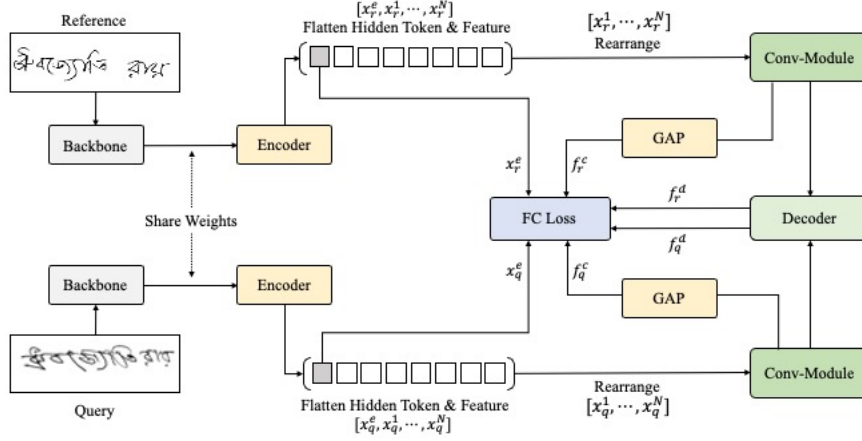 [x_r^e, x_r^1, ⋯, x_r^N]
Flatten Hidden Token & Feature
[x_r^1, ⋯, x_r^N]
Rearrange
Reference
ধ্রুবজ্যোতি রায়
Backbone
Encoder
Conv-Module
GAP
x_r^e
f_r^c
Share Weights
FC Loss
f_r^d
f_q^d
Decoder
x_q^e
f_q^c
Backbone
Encoder
GAP
ধ্রুবজ্যোতি রায়
Query
Conv-Module
Flatten Hidden Token & Feature
[x_q^e, x_q^1, ⋯, x_q^N]
Rearrange
[x_q^1, ⋯, x_q^N]